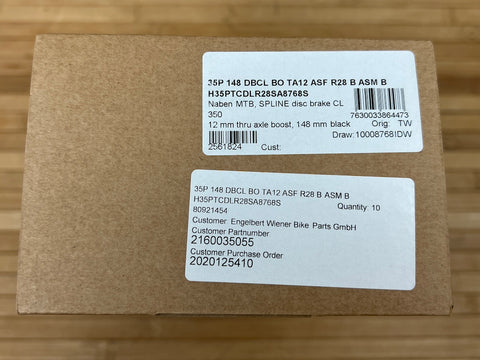 35P 148 DBCL BO TA12 ASF R28 B ASM B
H35PTCDLR28SA8768S
Naben MTB, SPLINE disc brake CL
350
7630033864473
12 mm thru axle boost, 148 mm black
Orig: TW
Draw:10008768IDW
2561824
Cust:
35P 148 DBCL BO TA12 ASF R28 B ASM B
H35PTCDLR28SA8768S
80921454
Quantity: 10
Customer Engelbert Wiener Bike Parts GmbH
Customer Partnumber
2160035055
Customer Purchase Order
2020125410